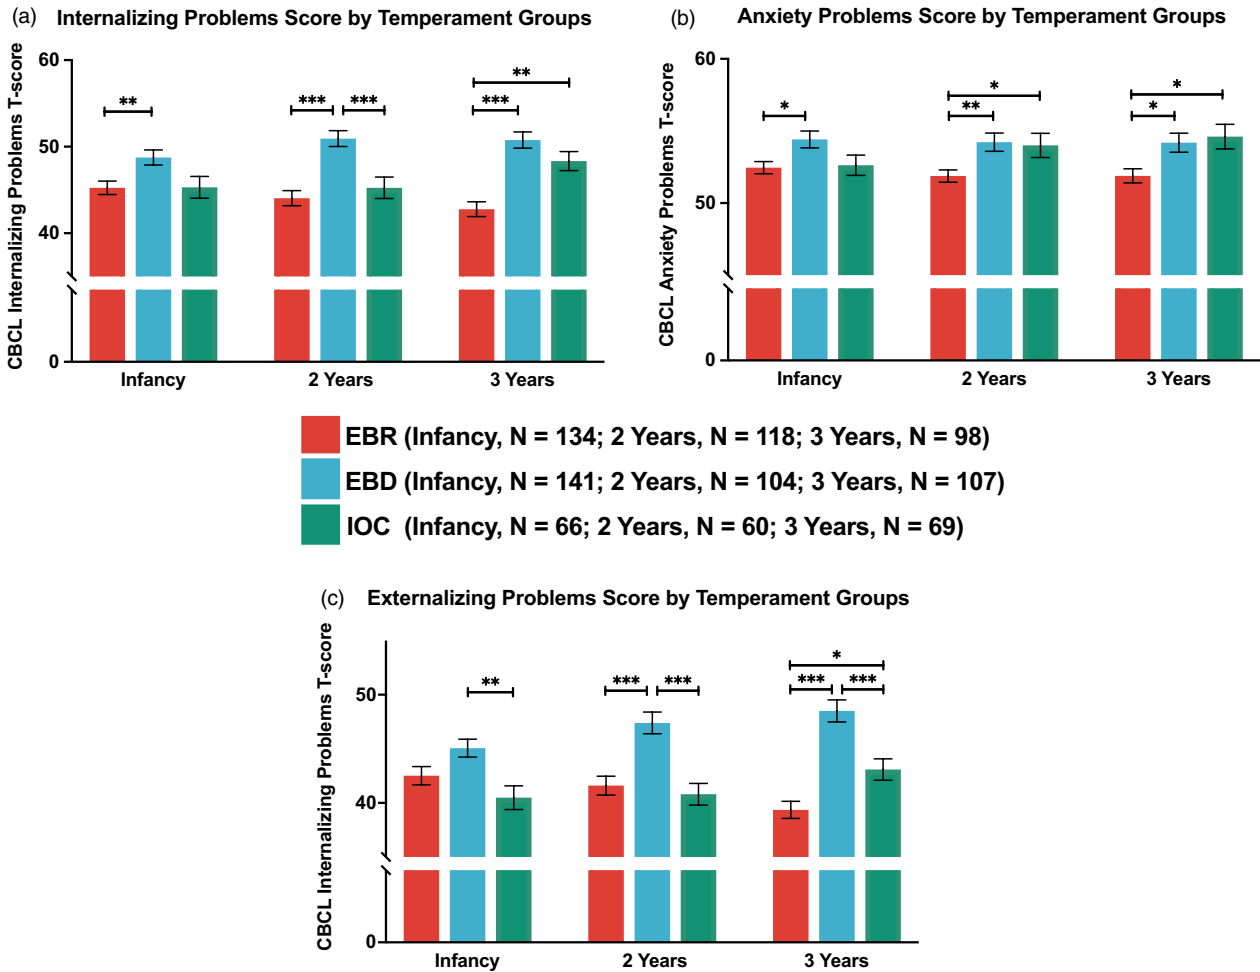 (a) Internalizing Problems Score by Temperament Groups
CBCL Internalizing Problems T-score
60
50
40
0
** *** *** *** **
Infancy 2 Years 3 Years
(b) Anxiety Problems Score by Temperament Groups
CBCL Anxiety Problems T-score
60
50
0
* ** * * *
Infancy 2 Years 3 Years
EBR (Infancy, N = 134; 2 Years, N = 118; 3 Years, N = 98)
EBD (Infancy, N = 141; 2 Years, N = 104; 3 Years, N = 107)
IOC (Infancy, N = 66; 2 Years, N = 60; 3 Years, N = 69)
(c) Externalizing Problems Score by Temperament Groups
CBCL Internalizing Problems T-score
50
40
0
** *** *** *** *** *
Infancy 2 Years 3 Years